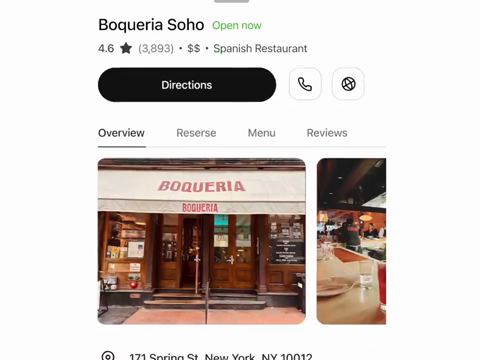 Boqueria Soho Open now
4.6 ★ (3,893) • $$ • Spanish Restaurant
Directions
Overview Reserse Menu Reviews
BOQUERIA
BOQUERIA
171 Spring St, New York, NY 10012